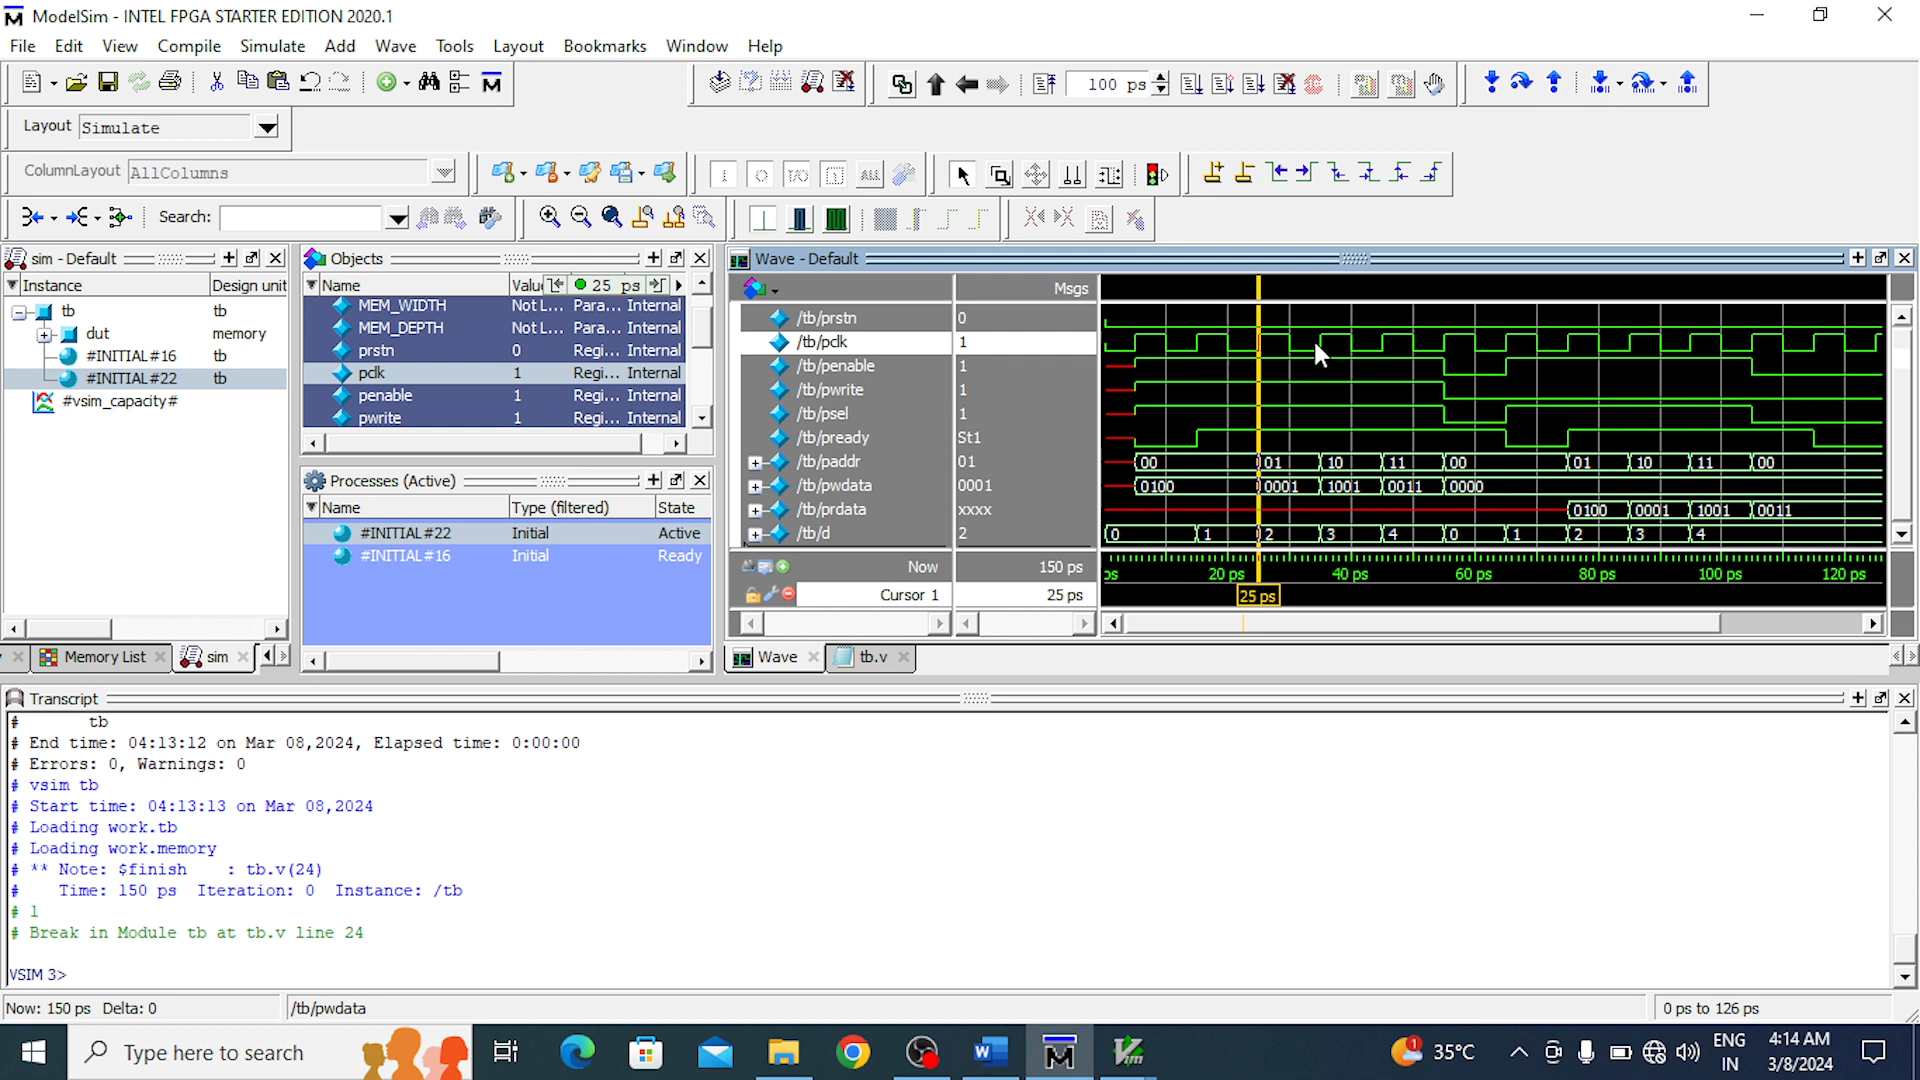 ModelSim - INTEL FPGA STARTER EDITION 2020.1
File Edit View Compile Simulate Add Wave Tools Layout Bookmarks Window Help
100 ps
Layout Simulate
ColumnLayout AllColumns
Search:
sim - Default
Instance Design unit
tb tb
dut memory
#INITIAL#16 tb
#INITIAL#22 tb
#vsim_capacity#
Memory List sim
Objects
Name Valu 25 ps
MEM_WIDTH Not L... Para... Internal
MEM_DEPTH Not L... Para... Internal
prstn 0 Regi... Internal
pclk 1 Regi... Internal
penable 1 Regi... Internal
pwrite 1 Regi... Internal
Processes (Active)
Name Type (filtered) State
#INITIAL#22 Initial Active
#INITIAL#16 Initial Ready
Wave - Default
Msgs
/tb/prstn 0
/tb/pclk 1
/tb/penable 1
/tb/pwrite 1
/tb/psel 1
/tb/pready St1
/tb/paddr 01 00 01 10 11 00 01 10 11 00
/tb/pwdata 0001 0100 0001 1001 0011 0000
/tb/prdata xxxx 0100 0001 1001 0011
/tb/d 2 0 1 2 3 4 0 1 2 3 4
Now 150 ps ps 20 ps 40 ps 60 ps 80 ps 100 ps 120 ps
Cursor 1 25 ps 25 ps
Wave tb.v
Transcript
# tb
# End time: 04:13:12 on Mar 08,2024, Elapsed time: 0:00:00
# Errors: 0, Warnings: 0
# vsim tb
# Start time: 04:13:13 on Mar 08,2024
# Loading work.tb
# Loading work.memory
# ** Note: $finish : tb.v(24)
# Time: 150 ps Iteration: 0 Instance: /tb
# 1
# Break in Module tb at tb.v line 24
VSIM 3>
Now: 150 ps Delta: 0 /tb/pwdata 0 ps to 126 ps
Type here to search
35°C
ENG
IN
4:14 AM
3/8/2024